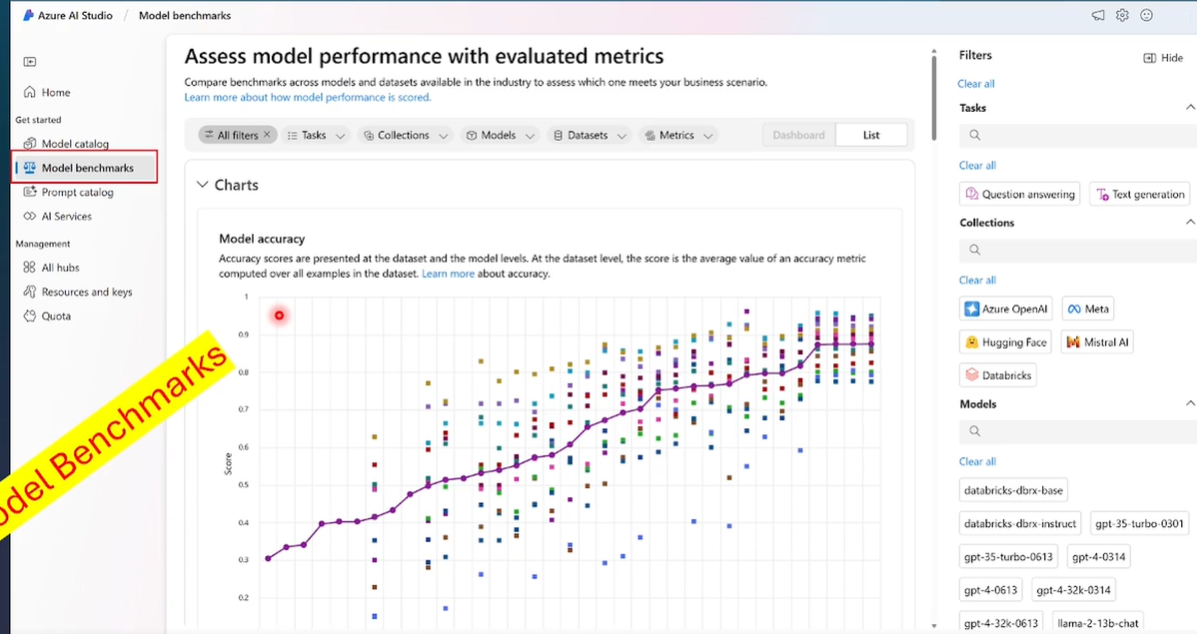 Azure AI Studio / Model benchmarks
Home
Get started
Model catalog
Model benchmarks
Prompt catalog
AI Services
Management
All hubs
Resources and keys
Quota
odel Benchmarks
Assess model performance with evaluated metrics
Compare benchmarks across models and datasets available in the industry to assess which one meets your business scenario.
Learn more about how model performance is scored.
All filters × Tasks Collections Models Datasets Metrics Dashboard List
Charts
Model accuracy
Accuracy scores are presented at the dataset and the model levels. At the dataset level, the score is the average value of an accuracy metric
computed over all examples in the dataset. Learn more about accuracy.
1
0.9
0.8
0.7
0.6
0.5
0.4
0.3
0.2
Score
Filters Hide
Clear all
Tasks
Clear all
Question answering Text generation
Collections
Clear all
Azure OpenAI Meta
Hugging Face Mistral AI
Databricks
Models
Clear all
databricks-dbrx-base
databricks-dbrx-instruct gpt-35-turbo-0301
gpt-35-turbo-0613 gpt-4-0314
gpt-4-0613 gpt-4-32k-0314
gpt-4-32k-0613 llama-2-13b-chat